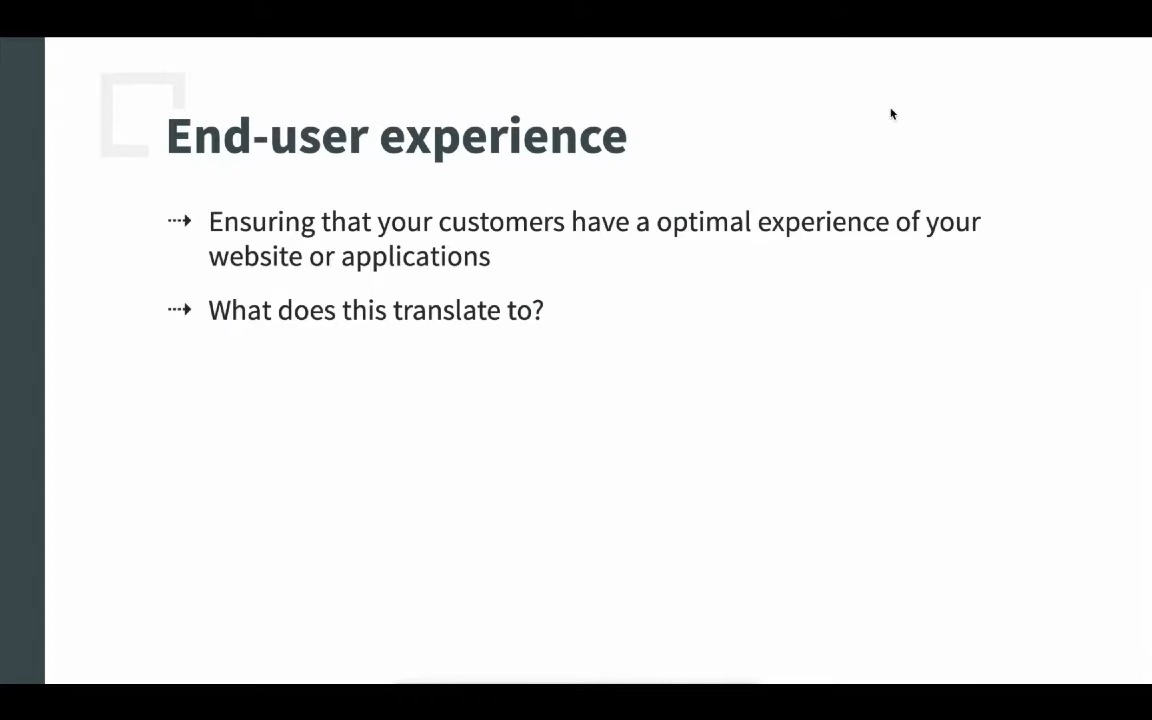 End-user experience
Ensuring that your customers have a optimal experience of your
website or applications
What does this translate to?